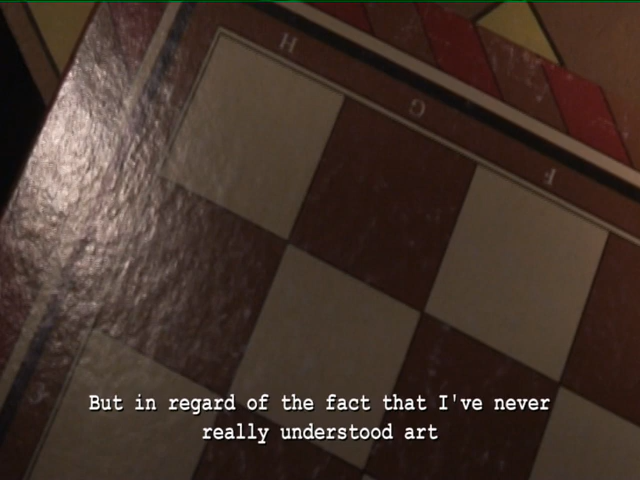 H
G
F
But in regard of the fact that I've never
really understood art